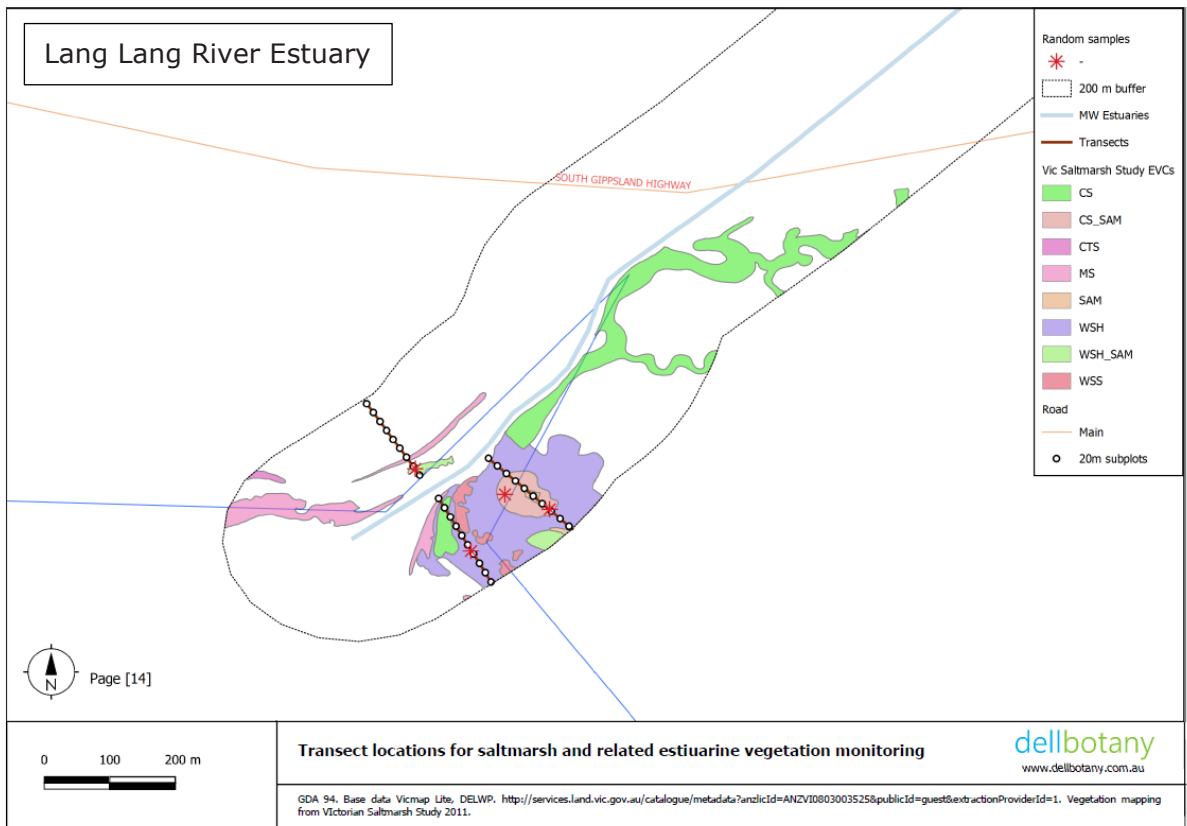 Lang Lang River Estuary
SOUTH GIPPSLAND HIGHWAY
Random samples
-
200 m buffer
MW Estuaries
Transects
Vic Saltmarsh Study EVCs
CS
CS_SAM
CTS
MS
SAM
WSH
WSH_SAM
WSS
Road
Main
20m subplots
N
Page [14]
0 100 200 m
Transect locations for saltmarsh and related estiuarine vegetation monitoring
dellbotany
www.dellbotany.com.au
GDA 94. Base data Vicmap Lite, DELWP. http://services.land.vic.gov.au/catalogue/metadata?anzlicId=ANZVI0803003525&publicId=guest&extractionProviderId=1. Vegetation mapping
from VIctorian Saltmarsh Study 2011.